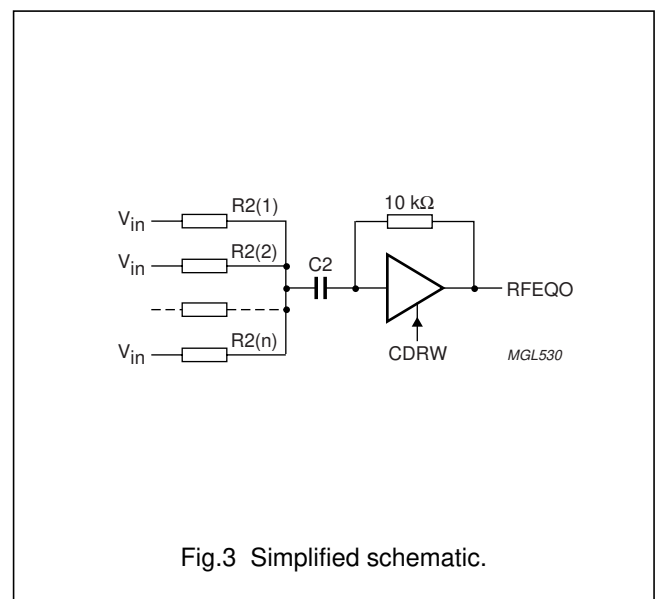 10 kΩ
V_in R2(1)
V_in R2(2)
C2
RFEQO
V_in R2(n)
CDRW
MGL530
Fig.3 Simplified schematic.